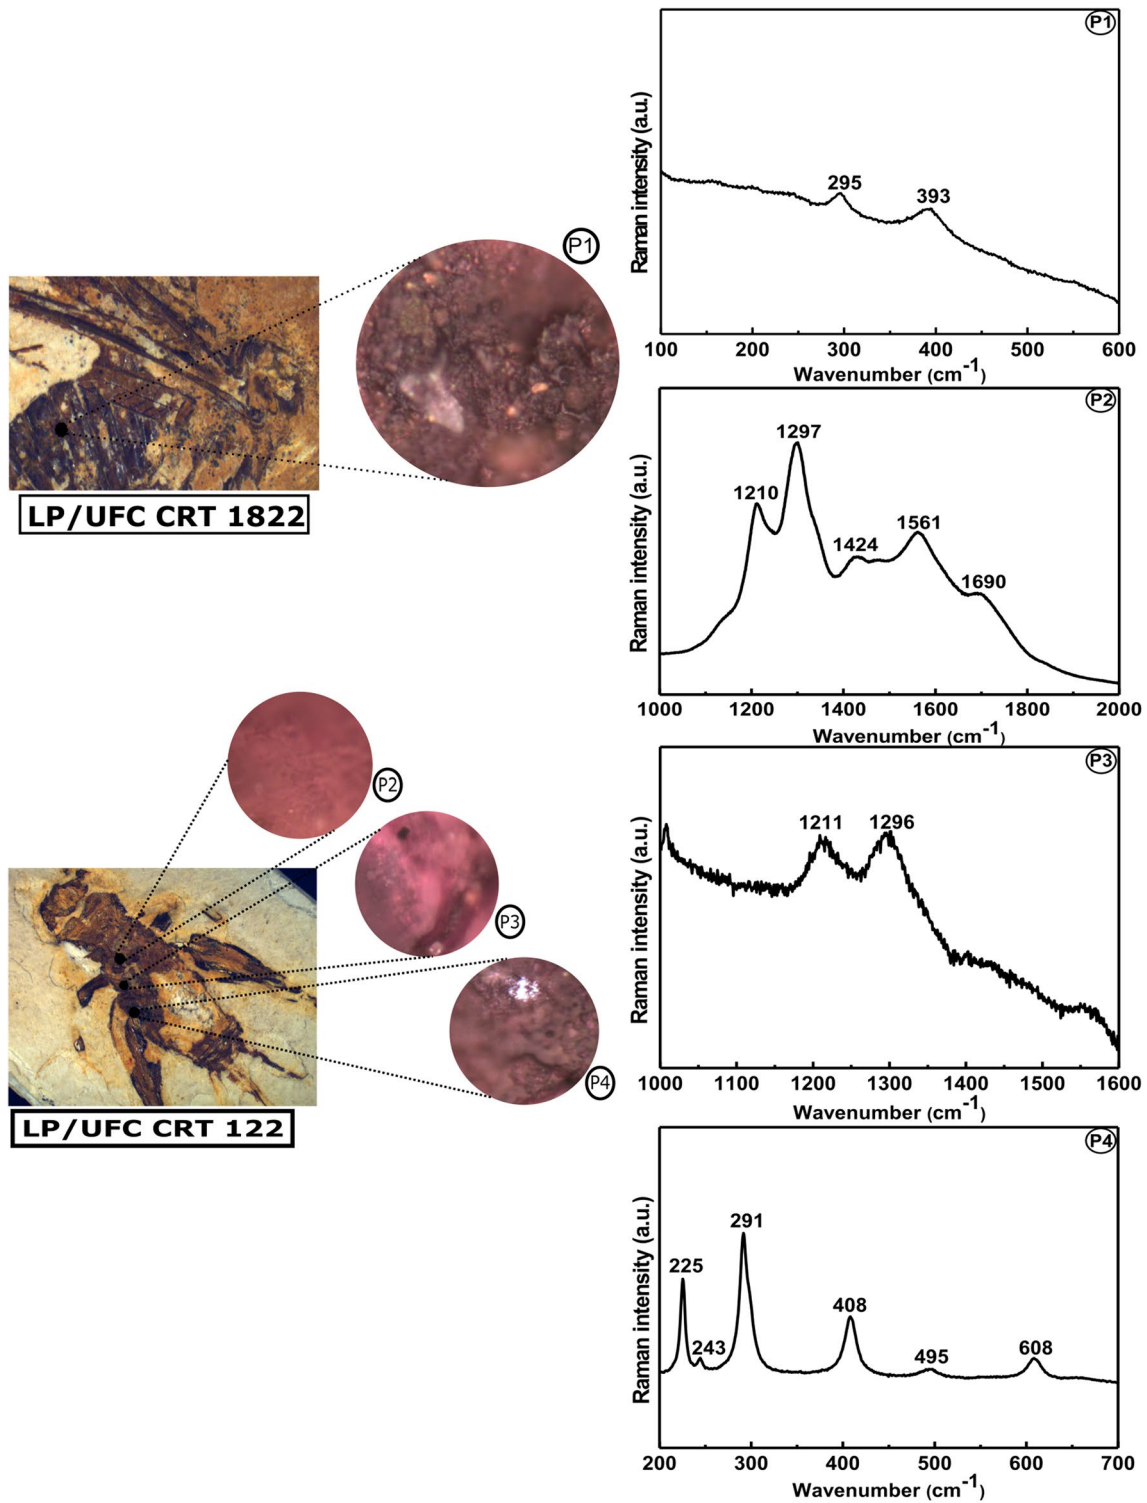 P1
LP/UFC CRT 1822
P2
P3
P4
LP/UFC CRT 122
P1
Raman intensity (a.u.)
295
393
100 200 300 400 500 600
Wavenumber (cm-1)
P2
Raman intensity (a.u.)
1210
1297
1424
1561
1690
1000 1200 1400 1600 1800 2000
Wavenumber (cm-1)
P3
Raman intensity (a.u.)
1211
1296
1000 1100 1200 1300 1400 1500 1600
Wavenumber (cm-1)
P4
Raman intensity (a.u.)
225
243
291
408
495
608
200 300 400 500 600 700
Wavenumber (cm-1)